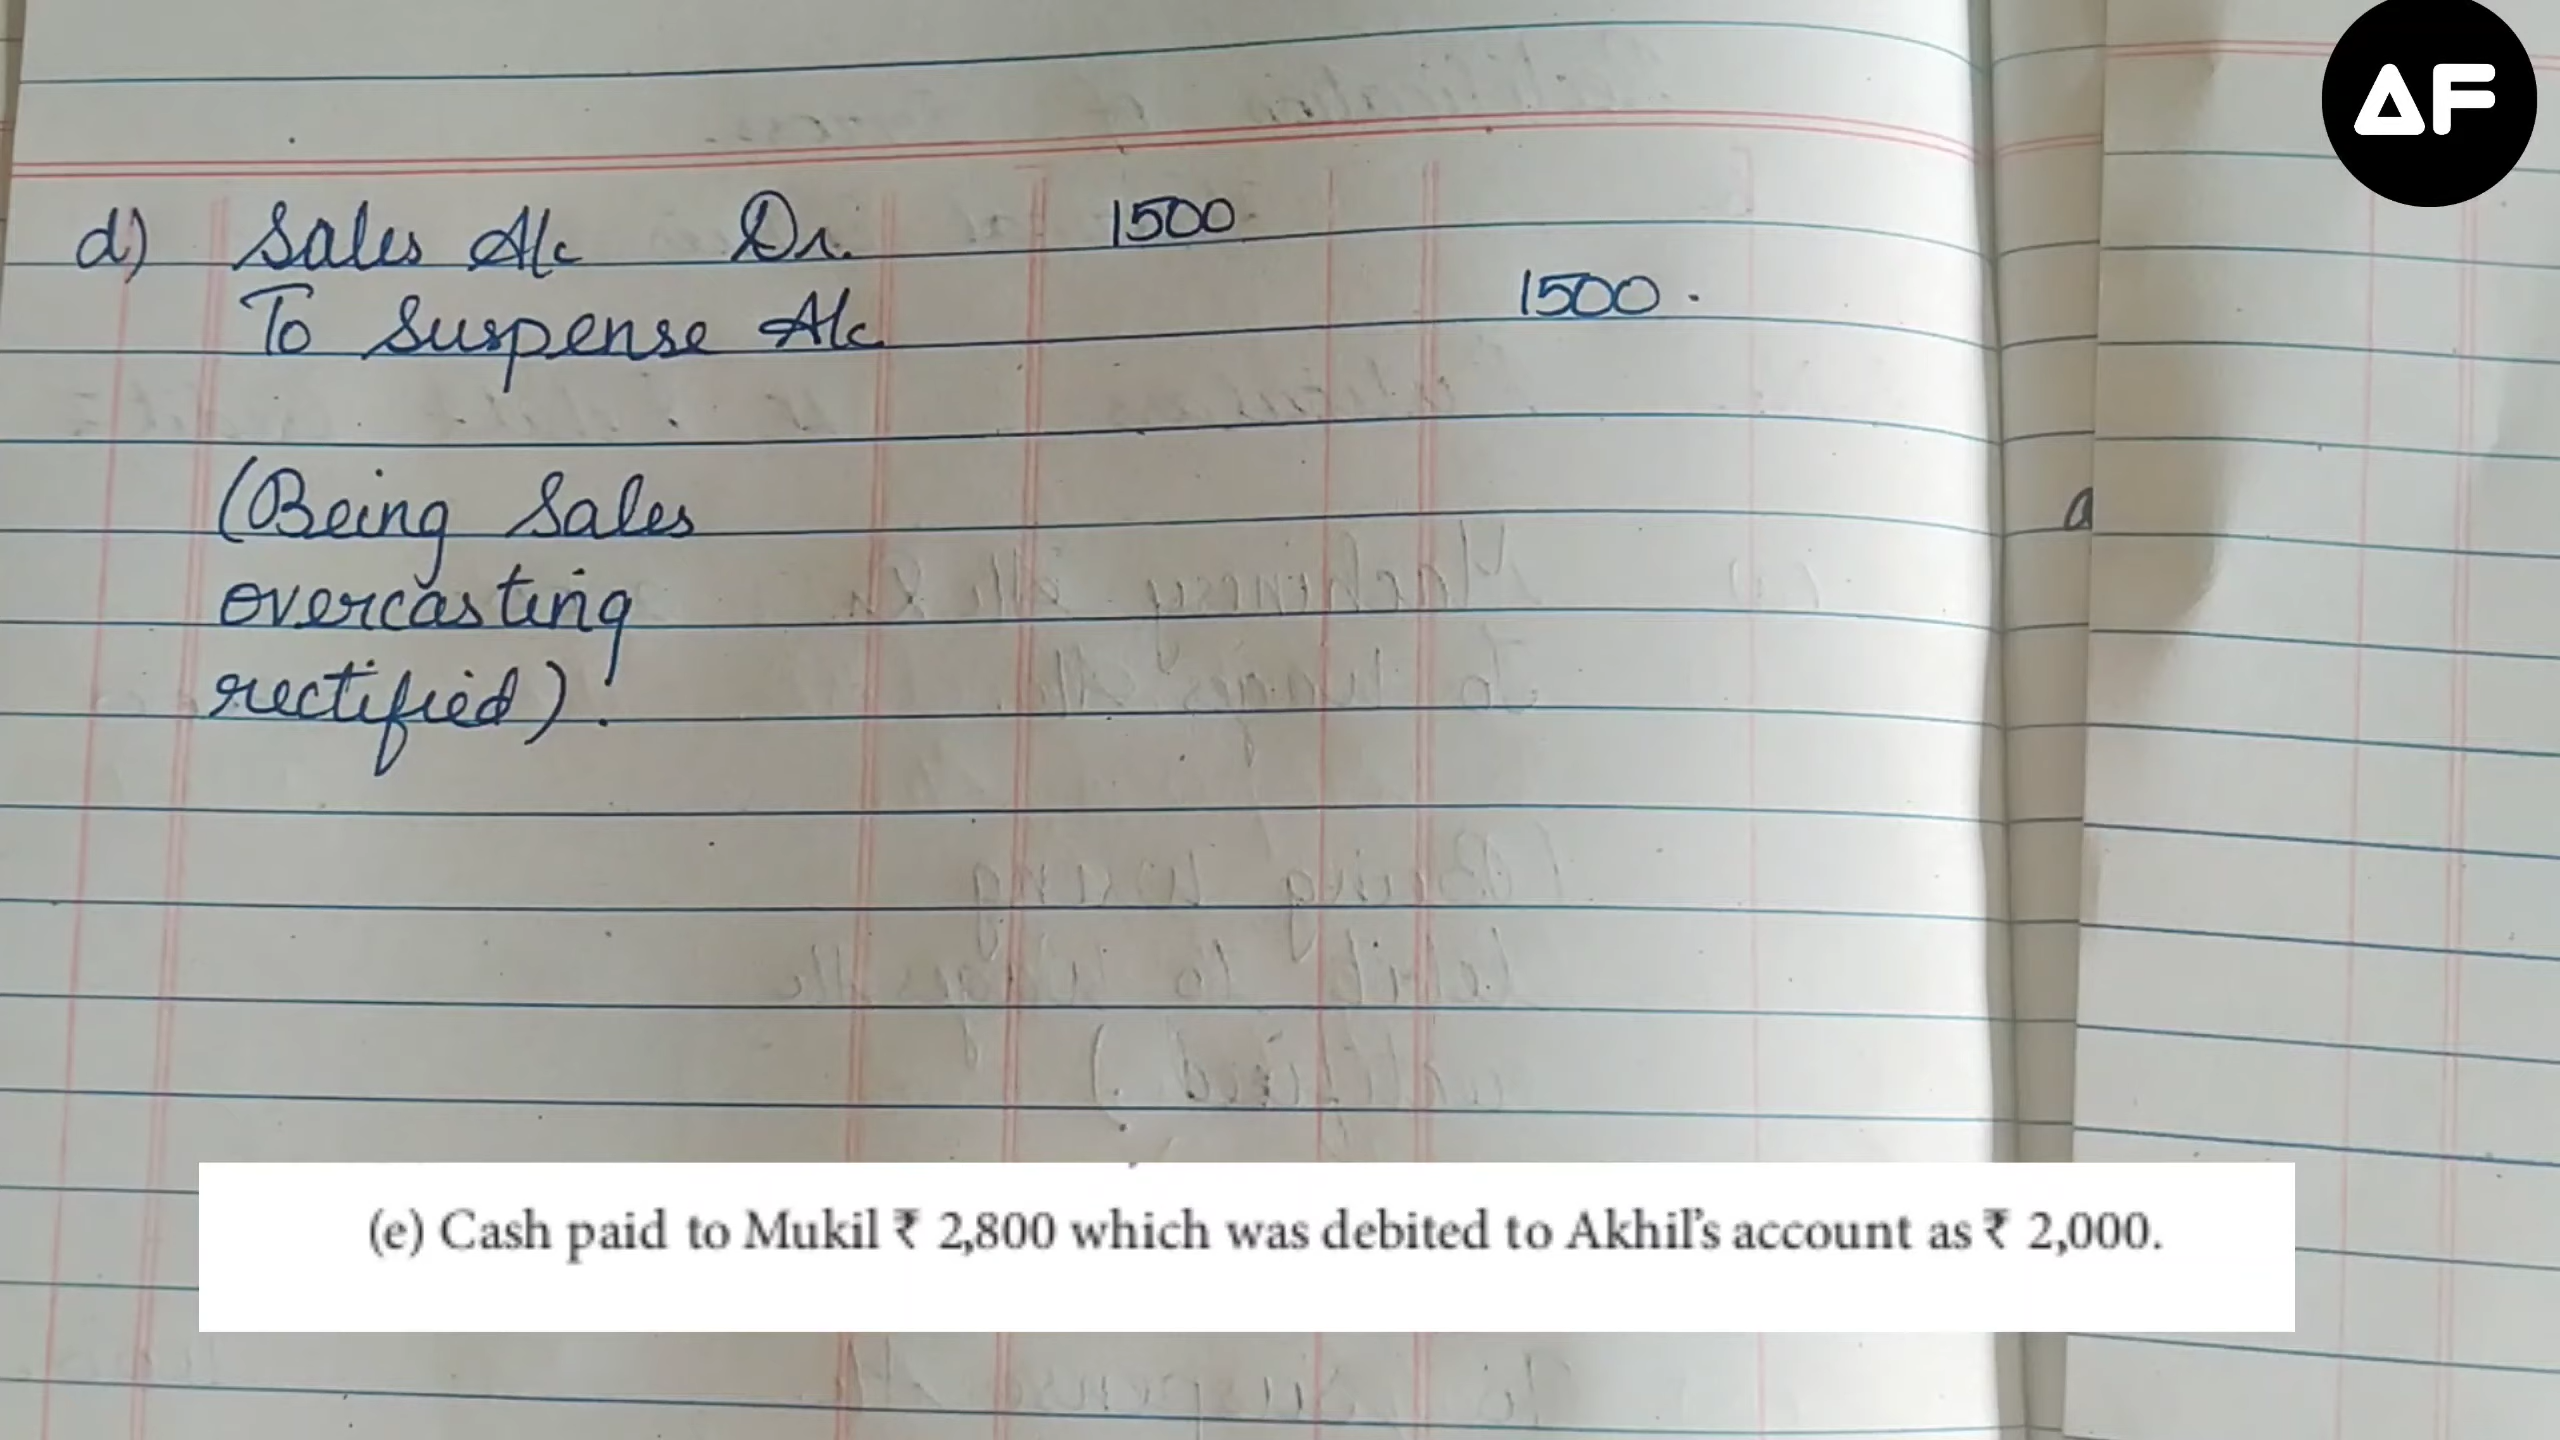 AF
d) Sales A/c Dr. 1500
To Suspense A/c 1500.
(Being Sales
overcasting
rectified).
(e) Cash paid to Mukil ₹ 2,800 which was debited to Akhil's account as ₹ 2,000.